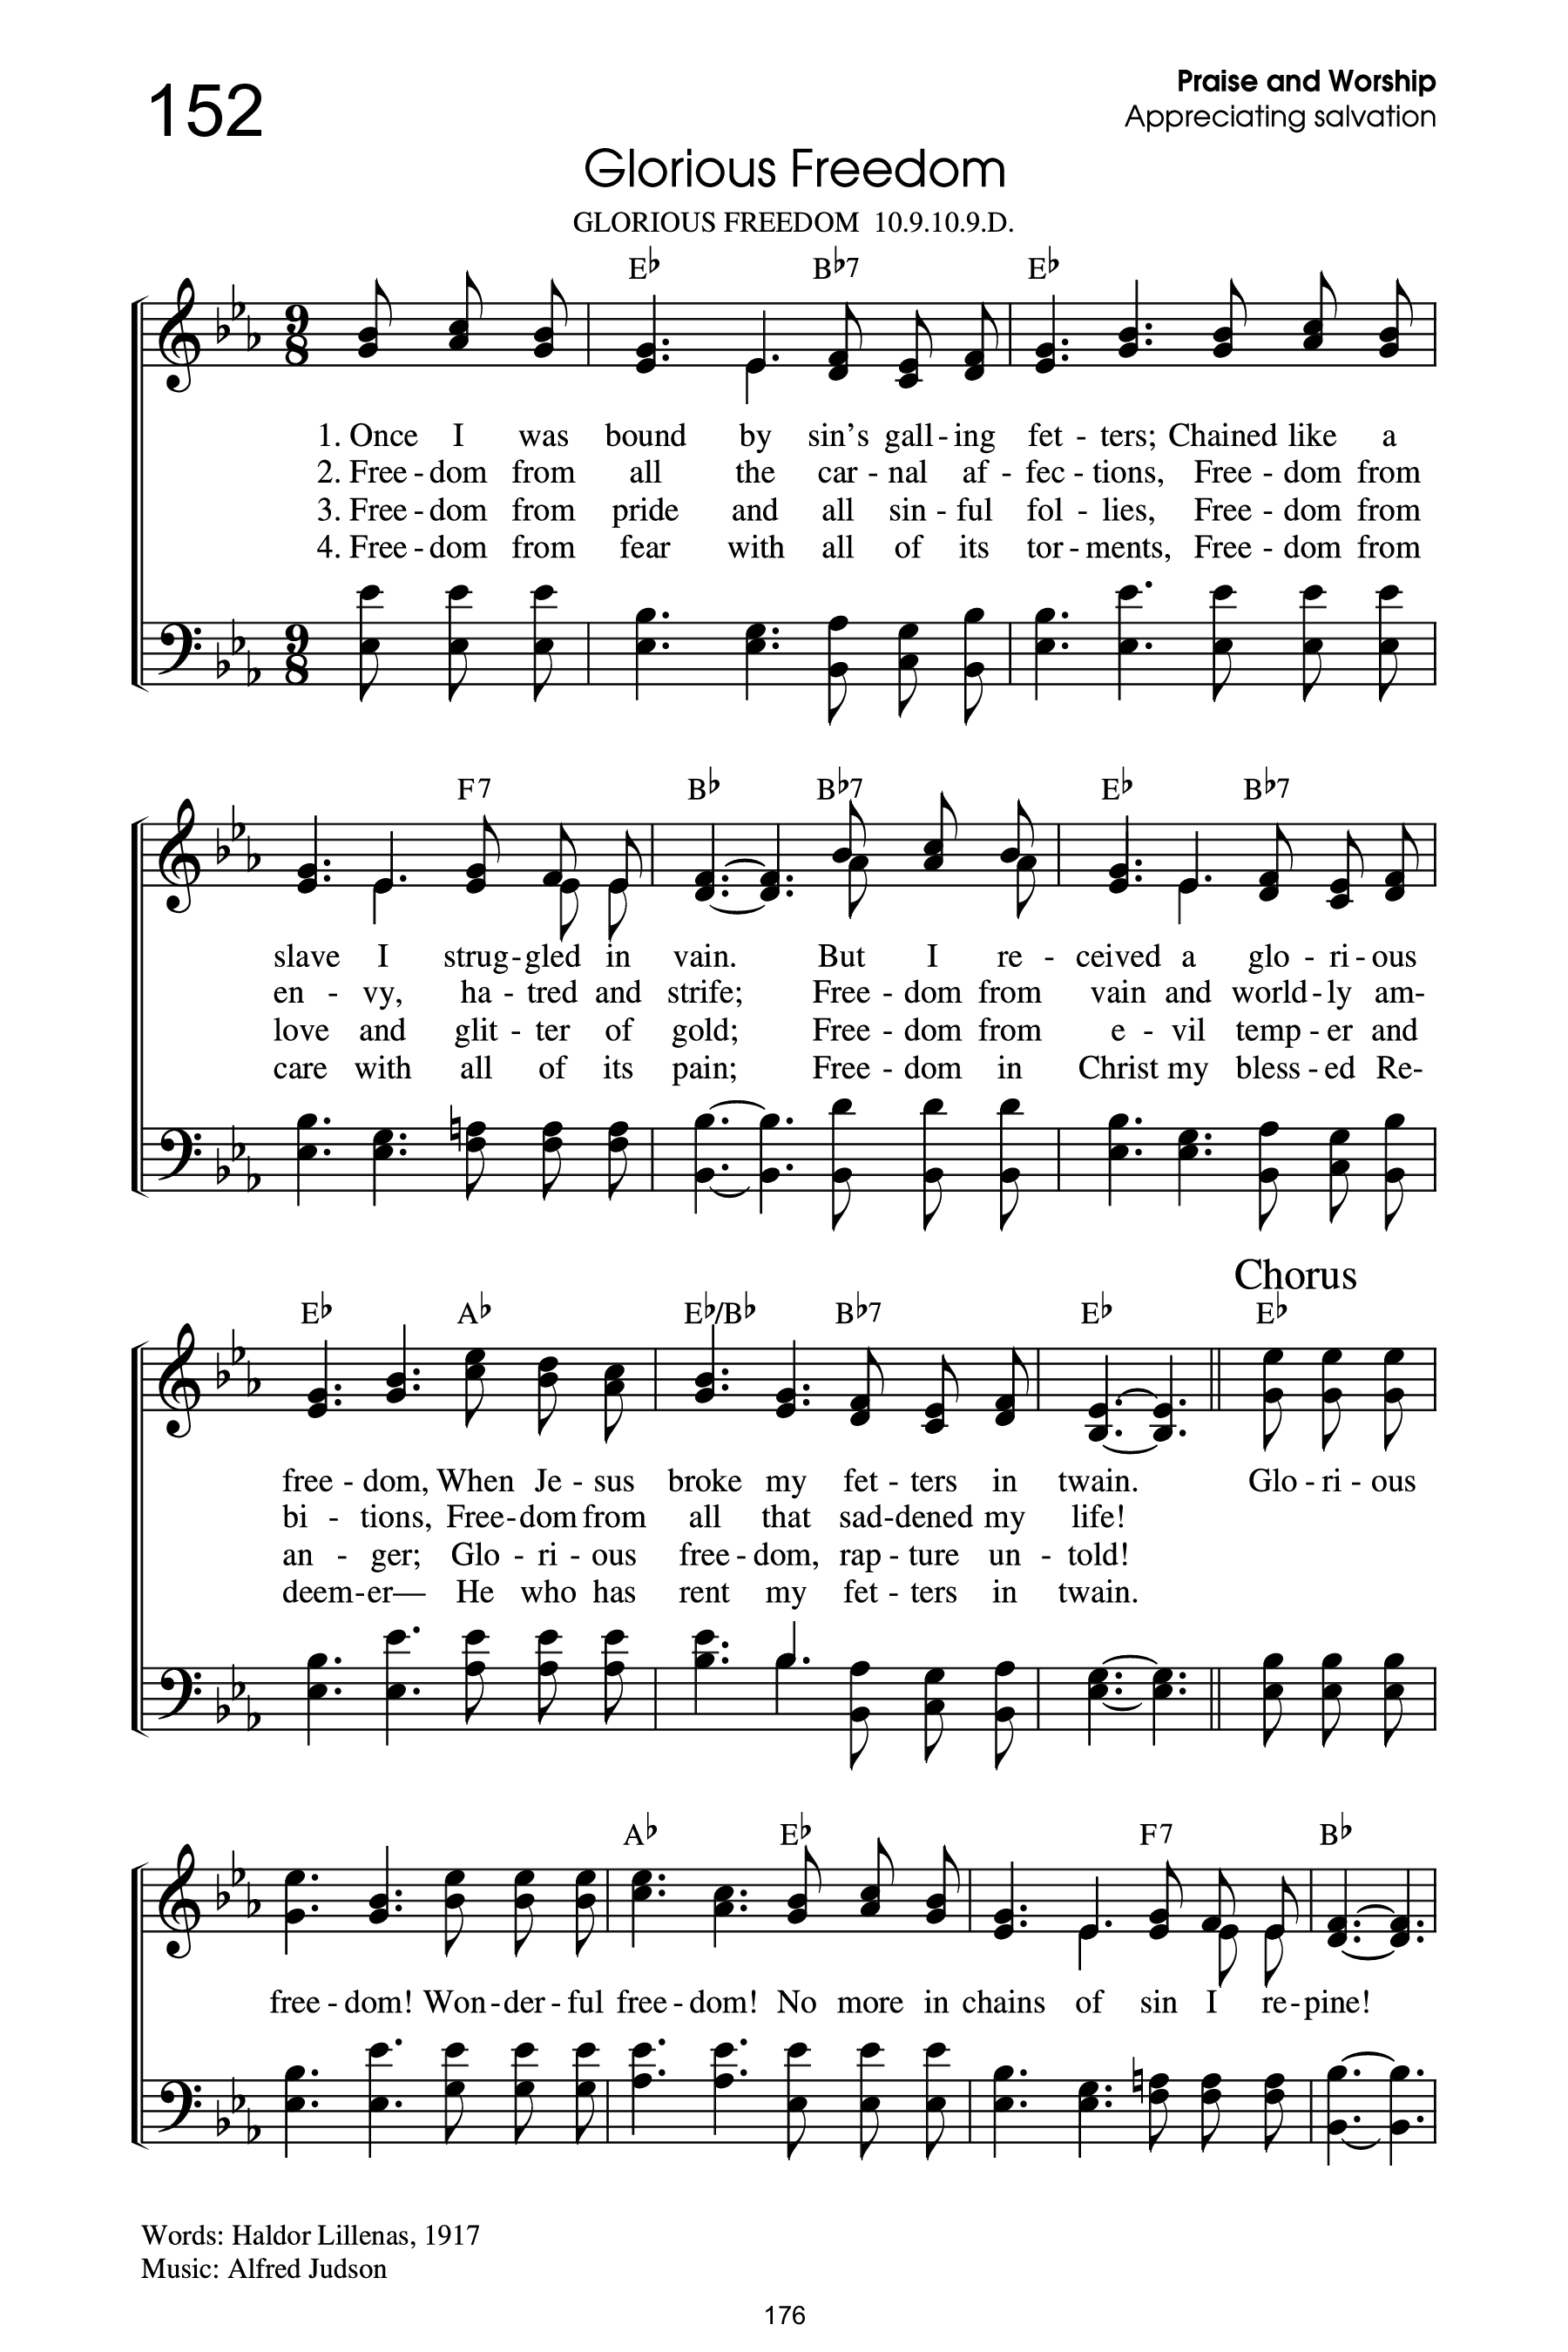 152
Praise and Worship
Appreciating salvation
Glorious Freedom
GLORIOUS FREEDOM 10.9.10.9.D.
E♭ B♭7 E♭
9 8
1. Once I was bound by sin's gall - ing fet - ters; Chained like a
2. Free - dom from all the car - nal af - fec - tions, Free - dom from
3. Free - dom from pride and all sin - ful fol - lies, Free - dom from
4. Free - dom from fear with all of its tor - ments, Free - dom from
9 8
F7 B♭ B♭7 E♭ B♭7
slave I strug - gled in vain. But I re - ceived a glo - ri - ous
en - vy, ha - tred and strife; Free - dom from vain and world - ly am-
love and glit - ter of gold; Free - dom from e - vil temp - er and
care with all of its pain; Free - dom in Christ my bless - ed Re-
Chorus
E♭ A♭ E♭/B♭ B♭7 E♭ E♭
free - dom, When Je - sus broke my fet - ters in twain. Glo - ri - ous
bi - tions, Free - dom from all that sad - dened my life!
an - ger; Glo - ri - ous free - dom, rap - ture un - told!
deem - er— He who has rent my fet - ters in twain.
A♭ E♭ F7 B♭
free - dom! Won - der - ful free - dom! No more in chains of sin I re - pine!
Words: Haldor Lillenas, 1917
Music: Alfred Judson
176